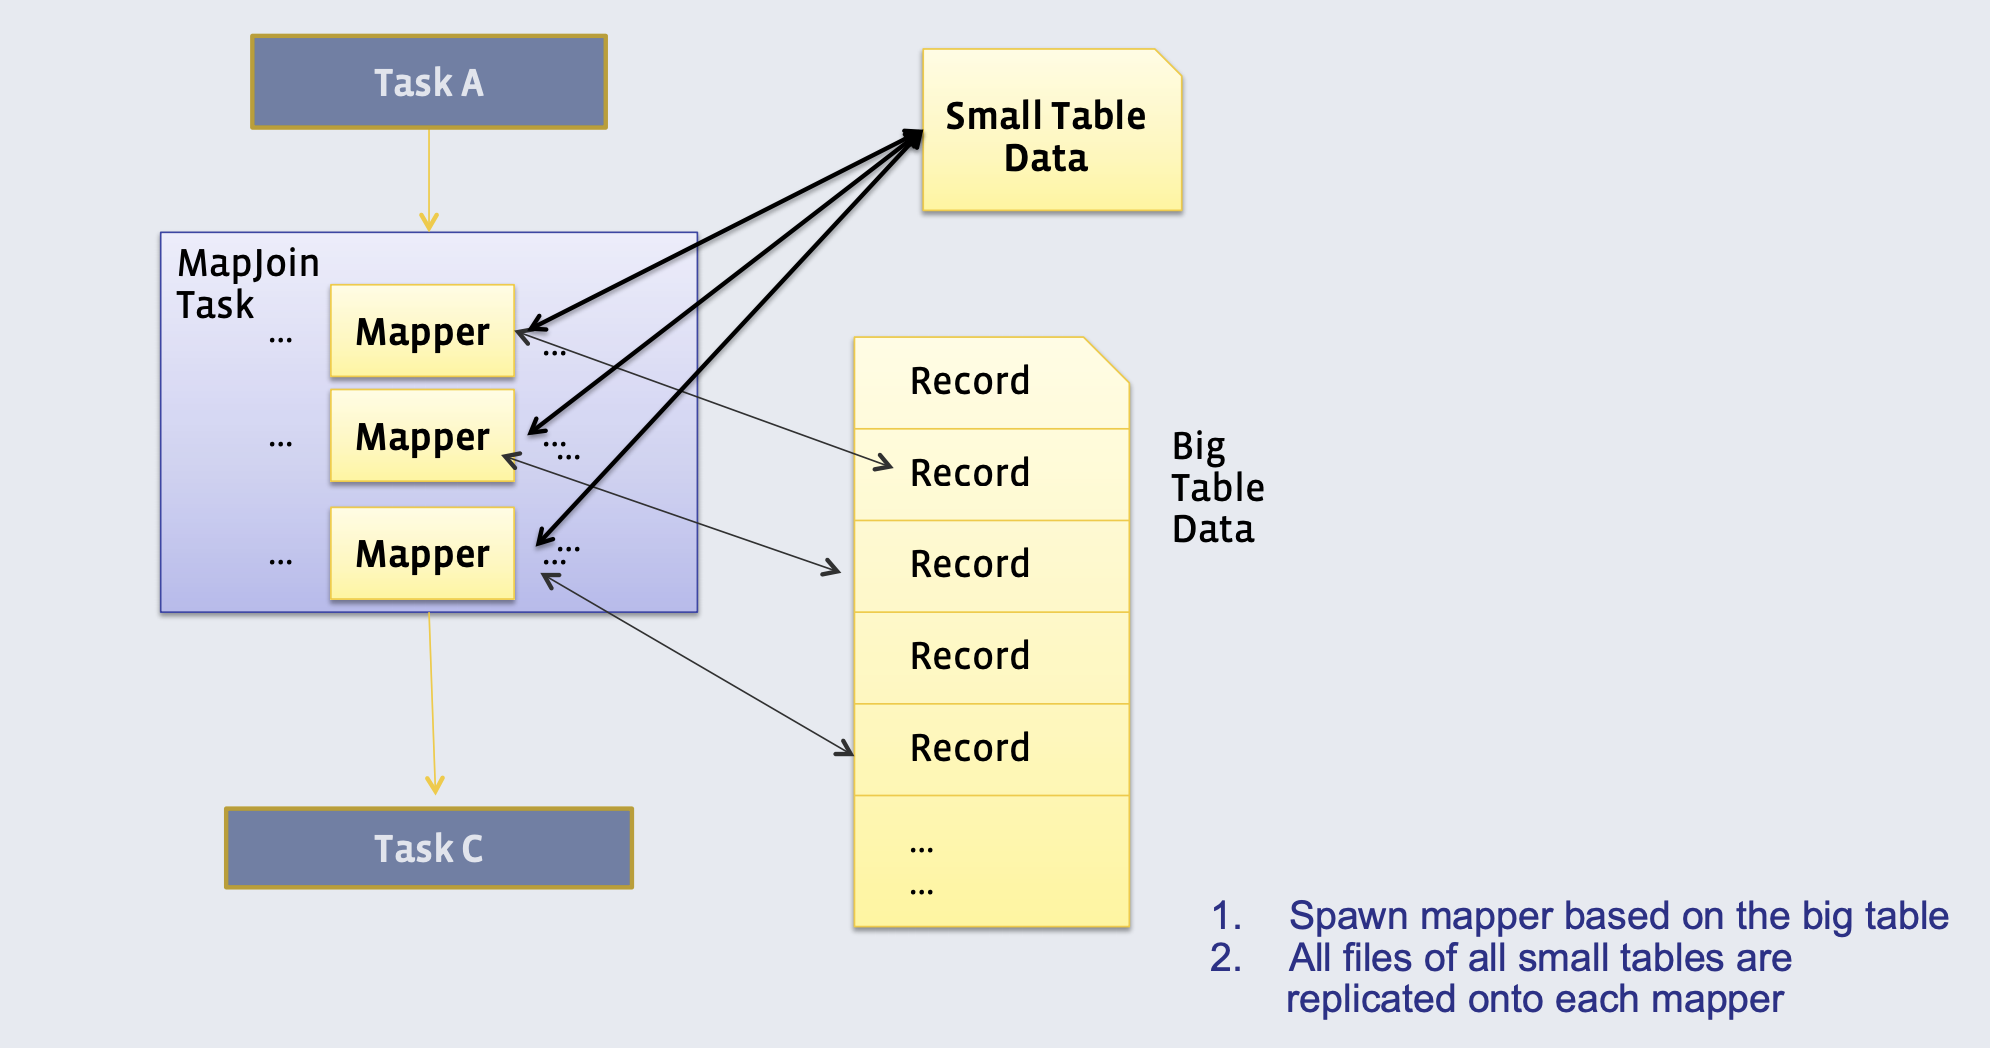 Task A
Small Table
Data
MapJoin
Task
... Mapper ...
... Mapper ...
...
... Mapper ...
...
Record
Record
Record
Record
Record
...
...
Big
Table
Data
Task C
1. Spawn mapper based on the big table
2. All files of all small tables are
replicated onto each mapper